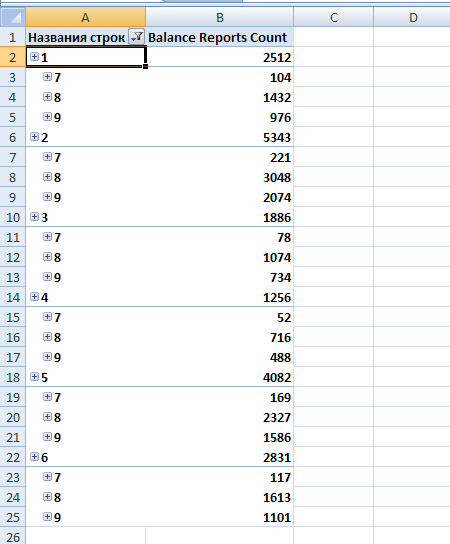 A B C D
1 Названия строк Balance Reports Count
2 1 2512
3 7 104
4 8 1432
5 9 976
6 2 5343
7 7 221
8 8 3048
9 9 2074
10 3 1886
11 7 78
12 8 1074
13 9 734
14 4 1256
15 7 52
16 8 716
17 9 488
18 5 4082
19 7 169
20 8 2327
21 9 1586
22 6 2831
23 7 117
24 8 1613
25 9 1101
26